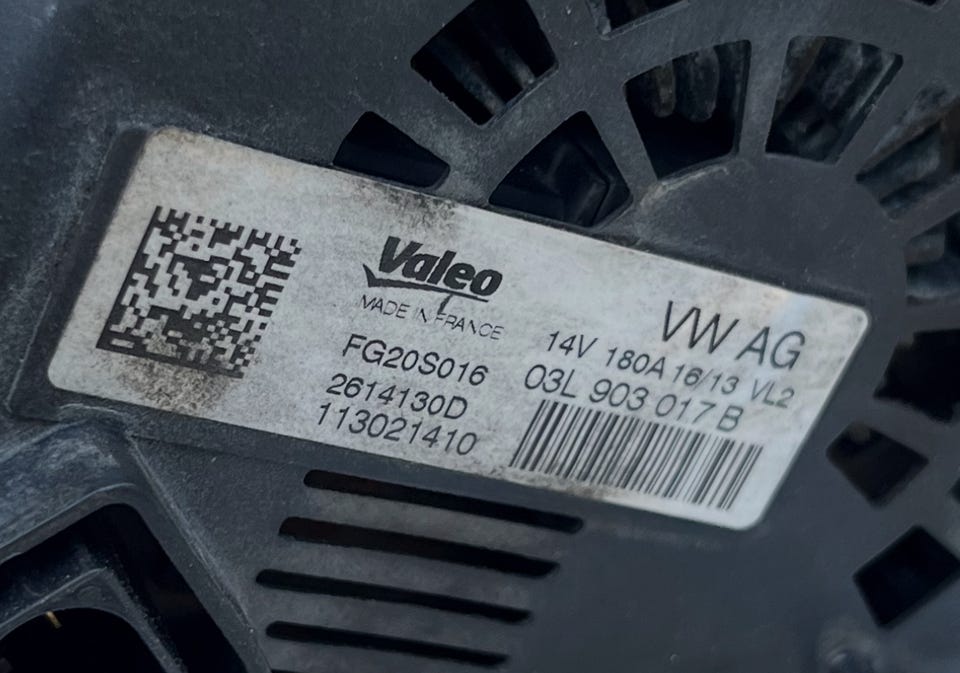 Valeo
MADE IN FRANCE
FG20S016
2614130D
113021410
VW AG
14V 180A 16/13 VL2
03L 903 017 B